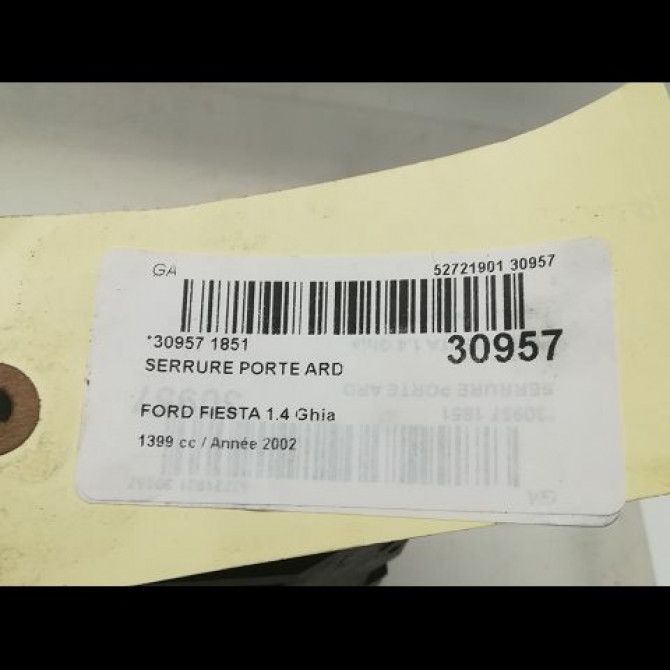 GA 52721901 30957
*30957 1851 30957
SERRURE PORTE ARD
FORD FIESTA 1.4 Ghia
1399 cc / Année 2002